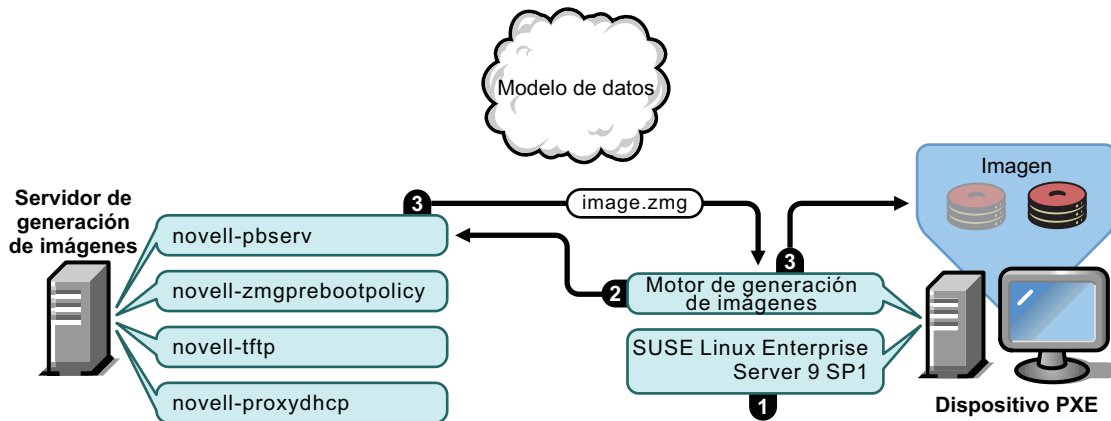 Modelo de datos
Imagen
Servidor de
generación
de imágenes
3
image.zmg
novell-pbserv
3
2
Motor de generación
de imágenes
novell-zmgprebootpolicy
SUSE Linux Enterprise
Server 9 SP1
novell-tftp
1
novell-proxydhcp
Dispositivo PXE